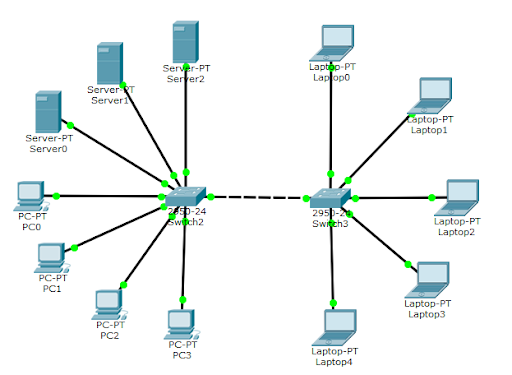 Server-PT
Server2
Server-PT
Server1
Server-PT
Server0
PC-PT
PC0
PC-PT
PC1
PC-PT
PC2
PC-PT
PC3
2950-24
Switch2
2950-24
Switch3
Laptop-PT
Laptop0
Laptop-PT
Laptop1
Laptop-PT
Laptop2
Laptop-PT
Laptop3
Laptop-PT
Laptop4